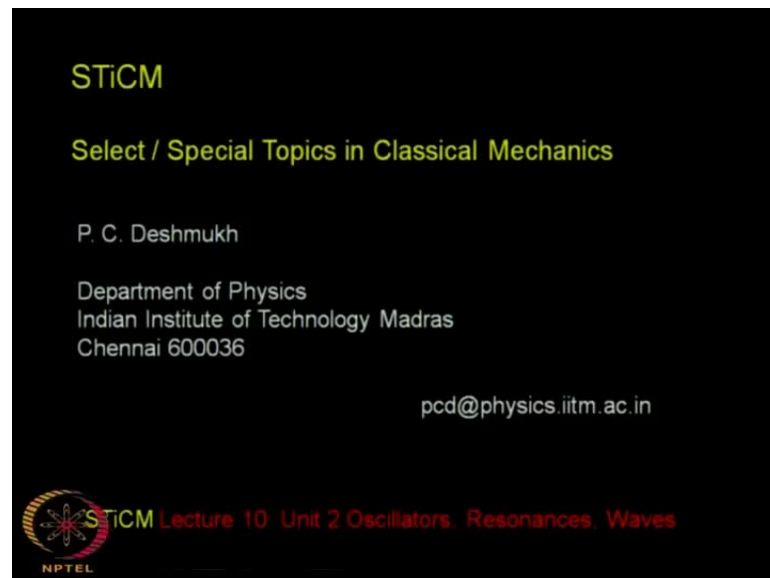 STiCM
Select / Special Topics in Classical Mechanics
P. C. Deshmukh
Department of Physics
Indian Institute of Technology Madras
Chennai 600036
pcd@physics.iitm.ac.in
STiCM Lecture 10 Unit 2 Oscillators, Resonances, Waves
NPTEL